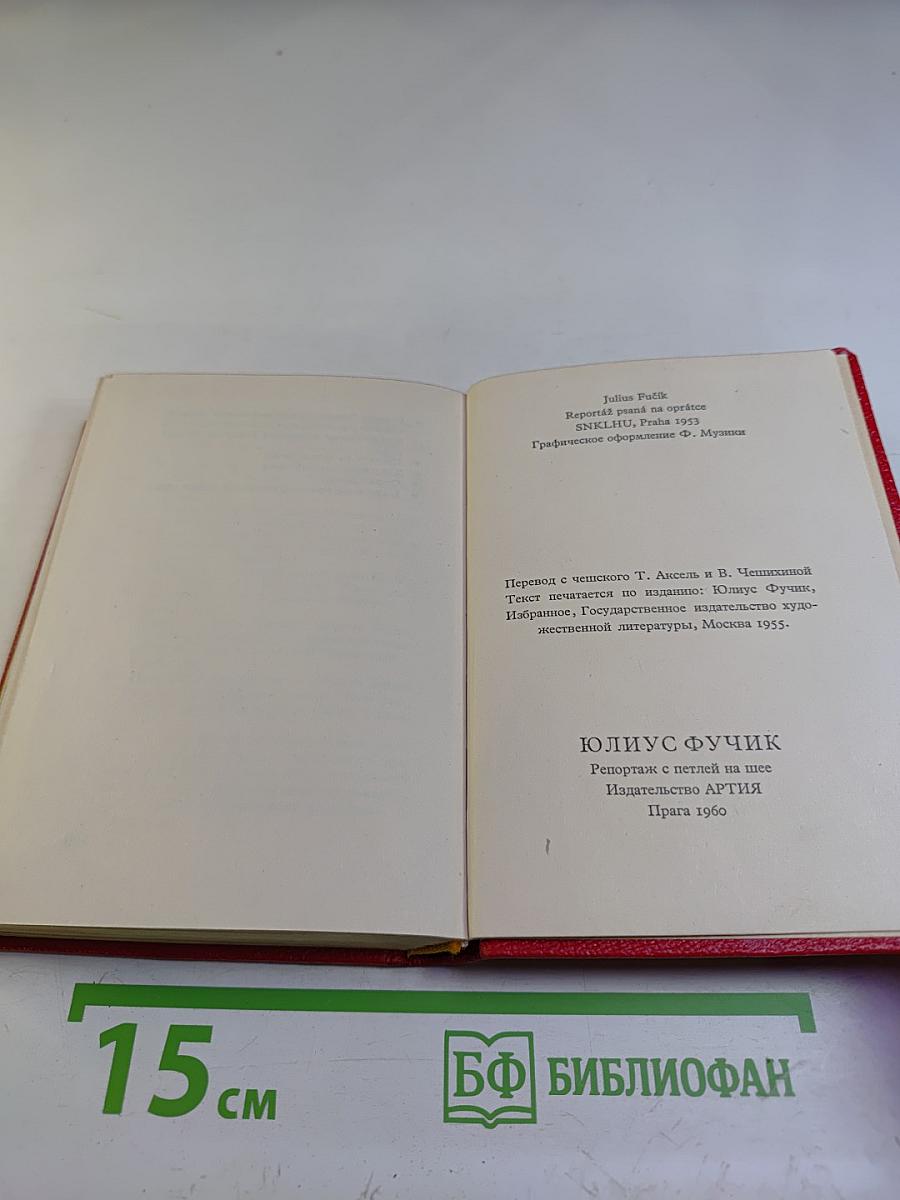 Julius Fučík
Reportáž psaná na oprátce
SNKLHU, Praha 1953
Графическое оформление Ф. Музики
Перевод с чешского Т. Аксель и В. Чешихиной
Текст печатается по изданию: Юлиус Фучик,
Избранное, Государственное издательство худо-
жественной литературы, Москва 1955.
ЮЛИУС ФУЧИК
Репортаж с петлей на шее
Издательство АРТИЯ
Прага 1960
15 см
БФ БИБЛИОФАН